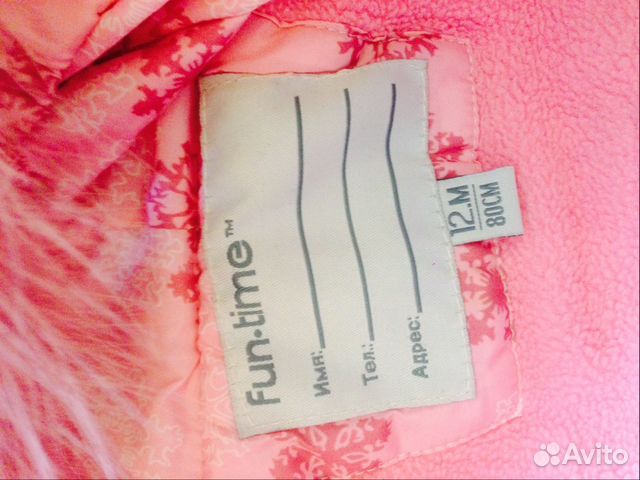 fun•time™
Имя:
Тел.:
Адрес:
12.M
80CM
Avito